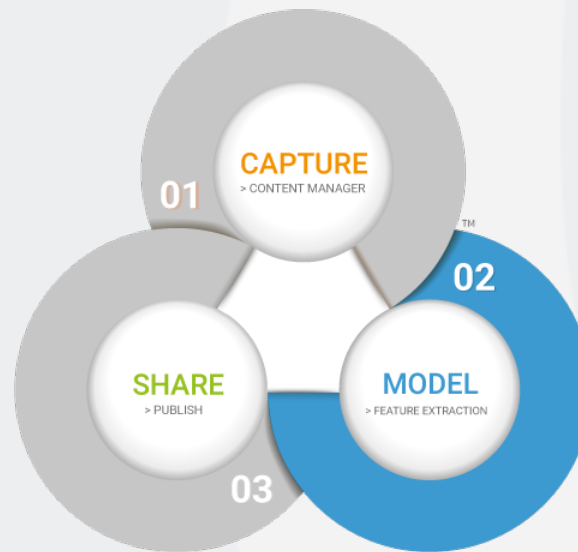 CAPTURE
> CONTENT MANAGER
01
TM
02
SHARE
> PUBLISH
MODEL
> FEATURE EXTRACTION
03